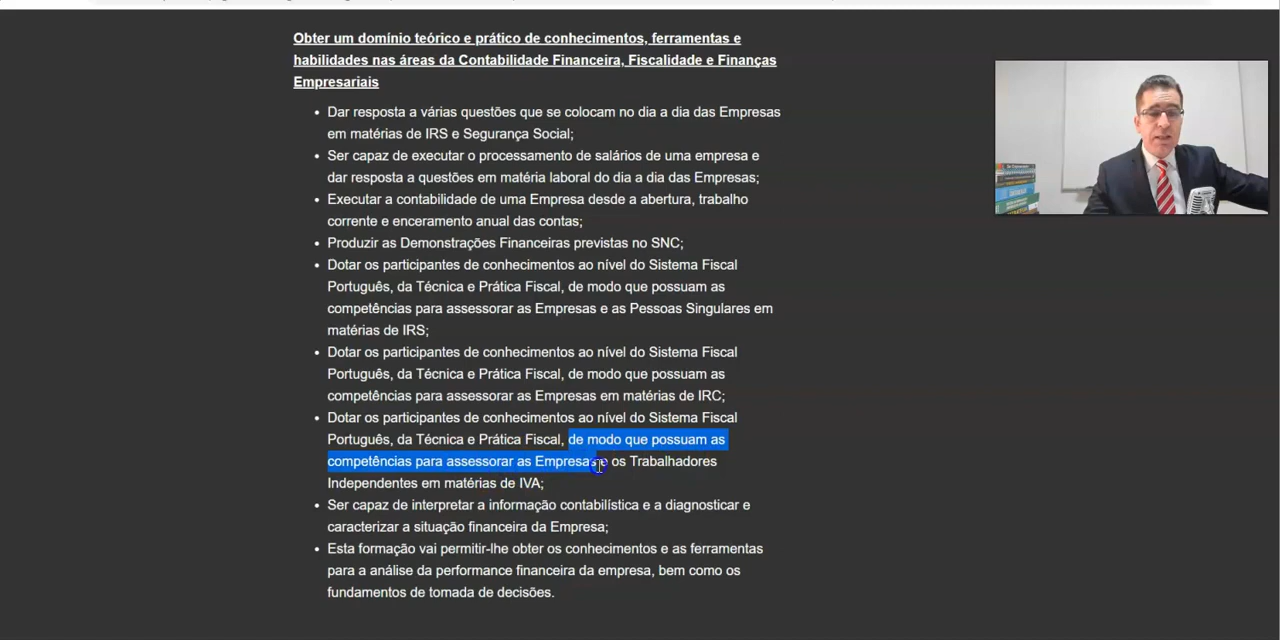 Obter um domínio teórico e prático de conhecimentos, ferramentas e
habilidades nas áreas da Contabilidade Financeira, Fiscalidade e Finanças
Empresariais
• Dar resposta a várias questões que se colocam no dia a dia das Empresas
em matérias de IRS e Segurança Social;
• Ser capaz de executar o processamento de salários de uma empresa e
dar resposta a questões em matéria laboral do dia a dia das Empresas;
• Executar a contabilidade de uma Empresa desde a abertura, trabalho
corrente e enceramento anual das contas;
• Produzir as Demonstrações Financeiras previstas no SNC;
• Dotar os participantes de conhecimentos ao nível do Sistema Fiscal
Português, da Técnica e Prática Fiscal, de modo que possuam as
competências para assessorar as Empresas e as Pessoas Singulares em
matérias de IRS;
• Dotar os participantes de conhecimentos ao nível do Sistema Fiscal
Português, da Técnica e Prática Fiscal, de modo que possuam as
competências para assessorar as Empresas em matérias de IRC;
• Dotar os participantes de conhecimentos ao nível do Sistema Fiscal
Português, da Técnica e Prática Fiscal, de modo que possuam as
competências para assessorar as Empresas e os Trabalhadores
Independentes em matérias de IVA;
• Ser capaz de interpretar a informação contabilística e a diagnosticar e
caracterizar a situação financeira da Empresa;
• Esta formação vai permitir-lhe obter os conhecimentos e as ferramentas
para a análise da performance financeira da empresa, bem como os
fundamentos de tomada de decisões.